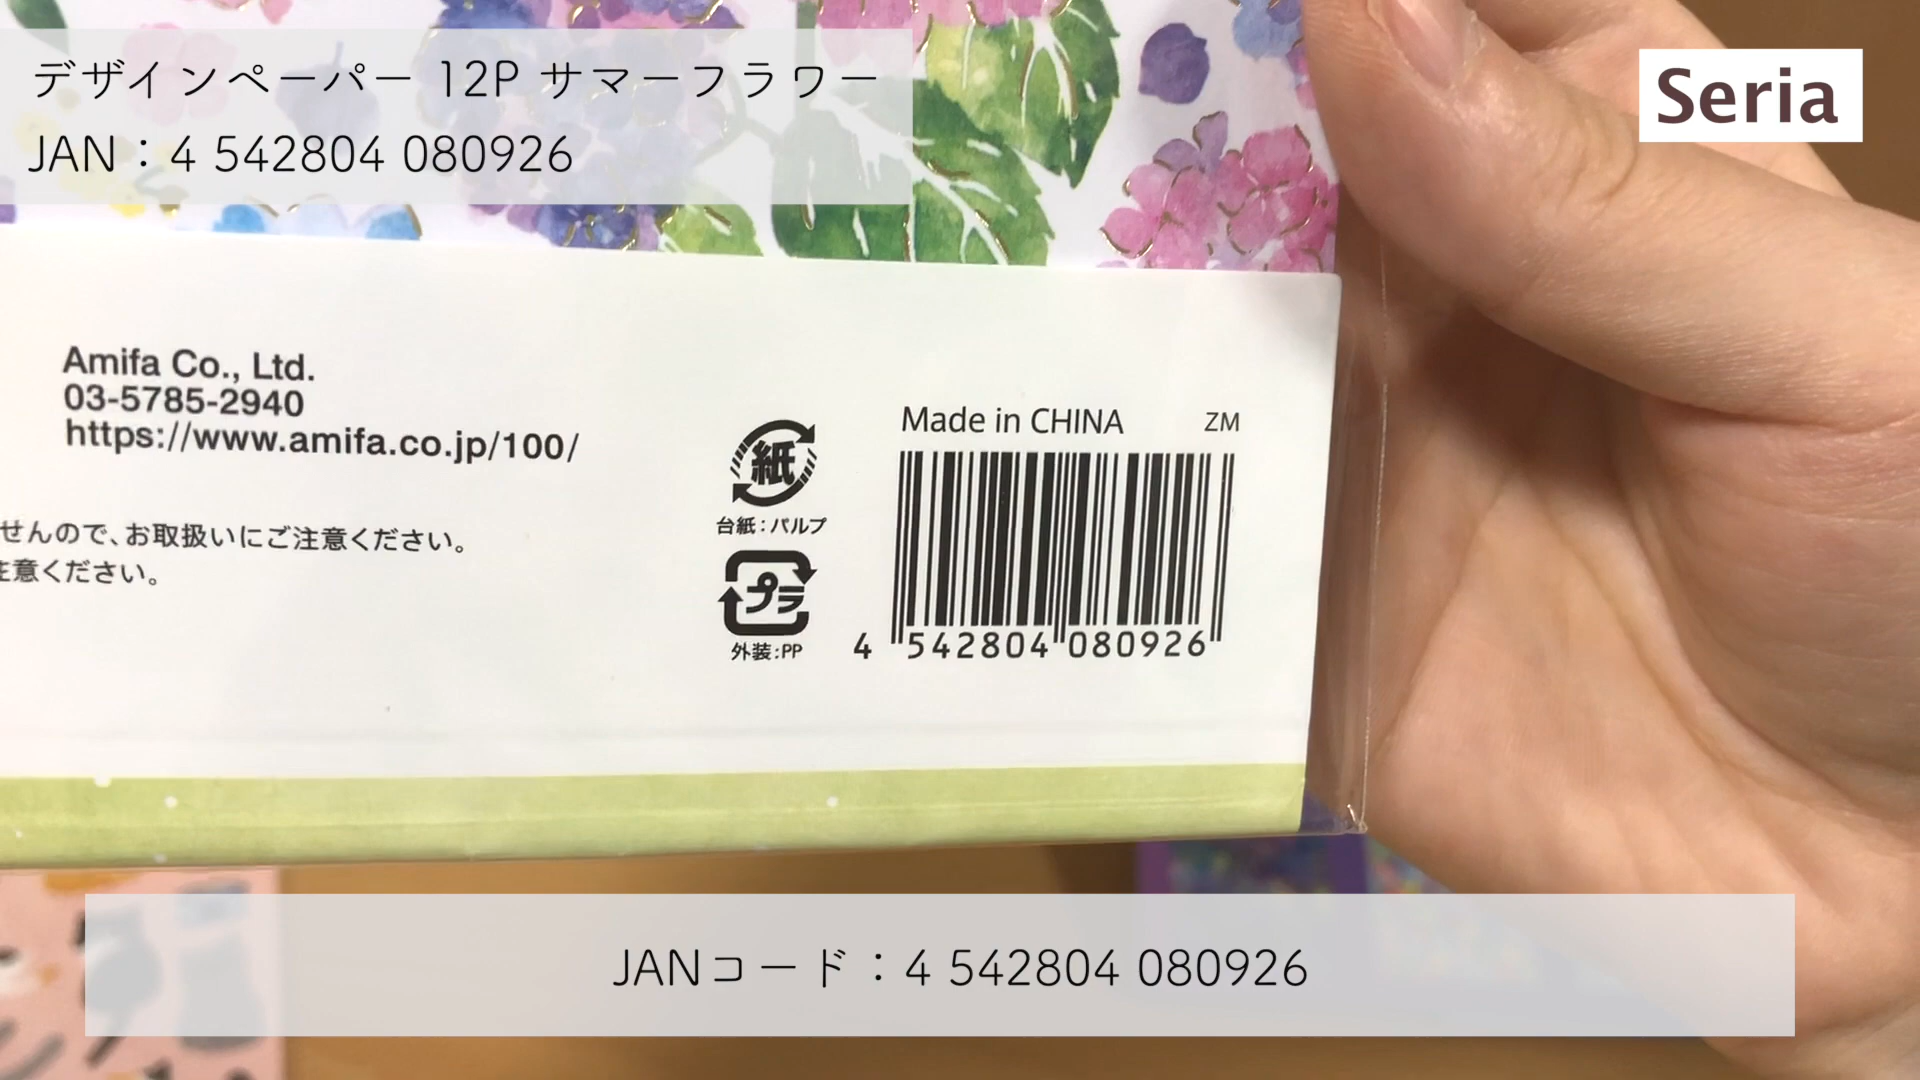 デザインペーパー 12P サマーフラワー
JAN：4 542804 080926
Seria
Amifa Co., Ltd.
03-5785-2940
https://www.amifa.co.jp/100/
せんので、お取扱いにご注意ください。
注意ください。
紙
台紙：パルプ
プラ
外装：PP
Made in CHINA ZM
4 542804 080926
JANコード：4 542804 080926